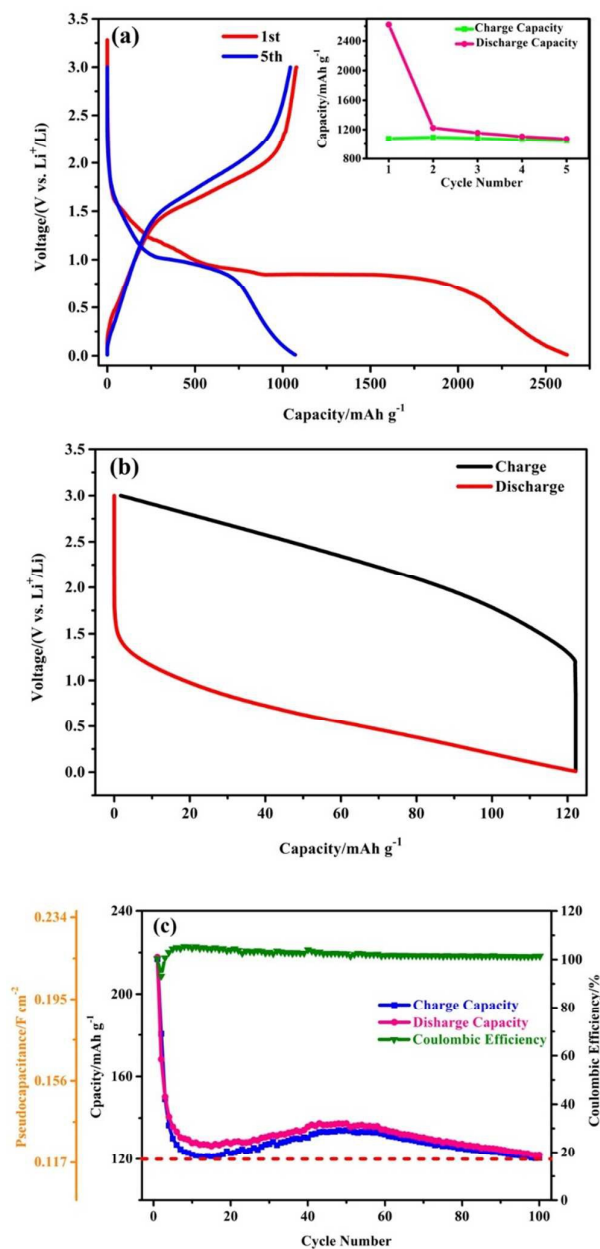 (a)
1st
5th
Charge Capacity
Discharge Capacity
Capacity/mAh g-1
2400
2000
1600
1200
800
1 2 3 4 5
Cycle Number
Voltage/(V vs. Li+/Li)
3.0
2.5
2.0
1.5
1.0
0.5
0.0
0 500 1000 1500 2000 2500
Capacity/mAh g-1
(b)
Charge
Discharge
Voltage/(V vs. Li+/Li)
3.5
3.0
2.5
2.0
1.5
1.0
0.5
0.0
0 20 40 60 80 100 120
Capacity/mAh g-1
(c)
Pseudocapacitance/F cm-2
0.234
0.195
0.156
0.117
Cpacity/mAh g-1
240
220
160
140
120
Charge Capacity
Disharge Capacity
Coulombic Efficiency
Coulombic Efficiency/%
120
100
80
60
40
20
0
0 20 40 60 80 100
Cycle Number